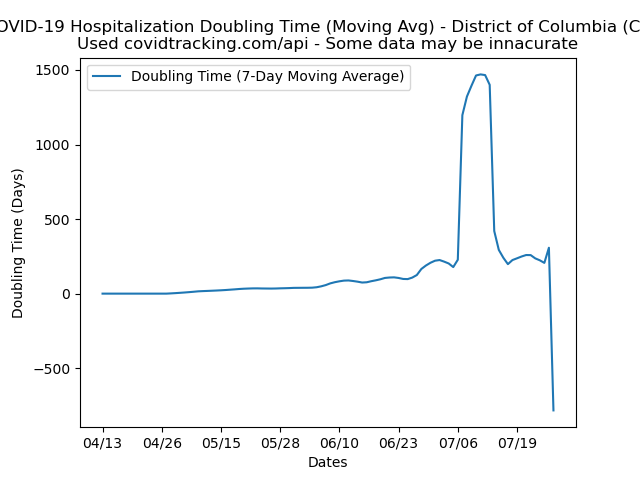 OVID-19 Hospitalization Doubling Time (Moving Avg) - District of Columbia (C
Used covidtracking.com/api - Some data may be innacurate
Doubling Time (7-Day Moving Average)
1500
1000
500
0
−500
Doubling Time (Days)
04/13 04/26 05/15 05/28 06/10 06/23 07/06 07/19
Dates